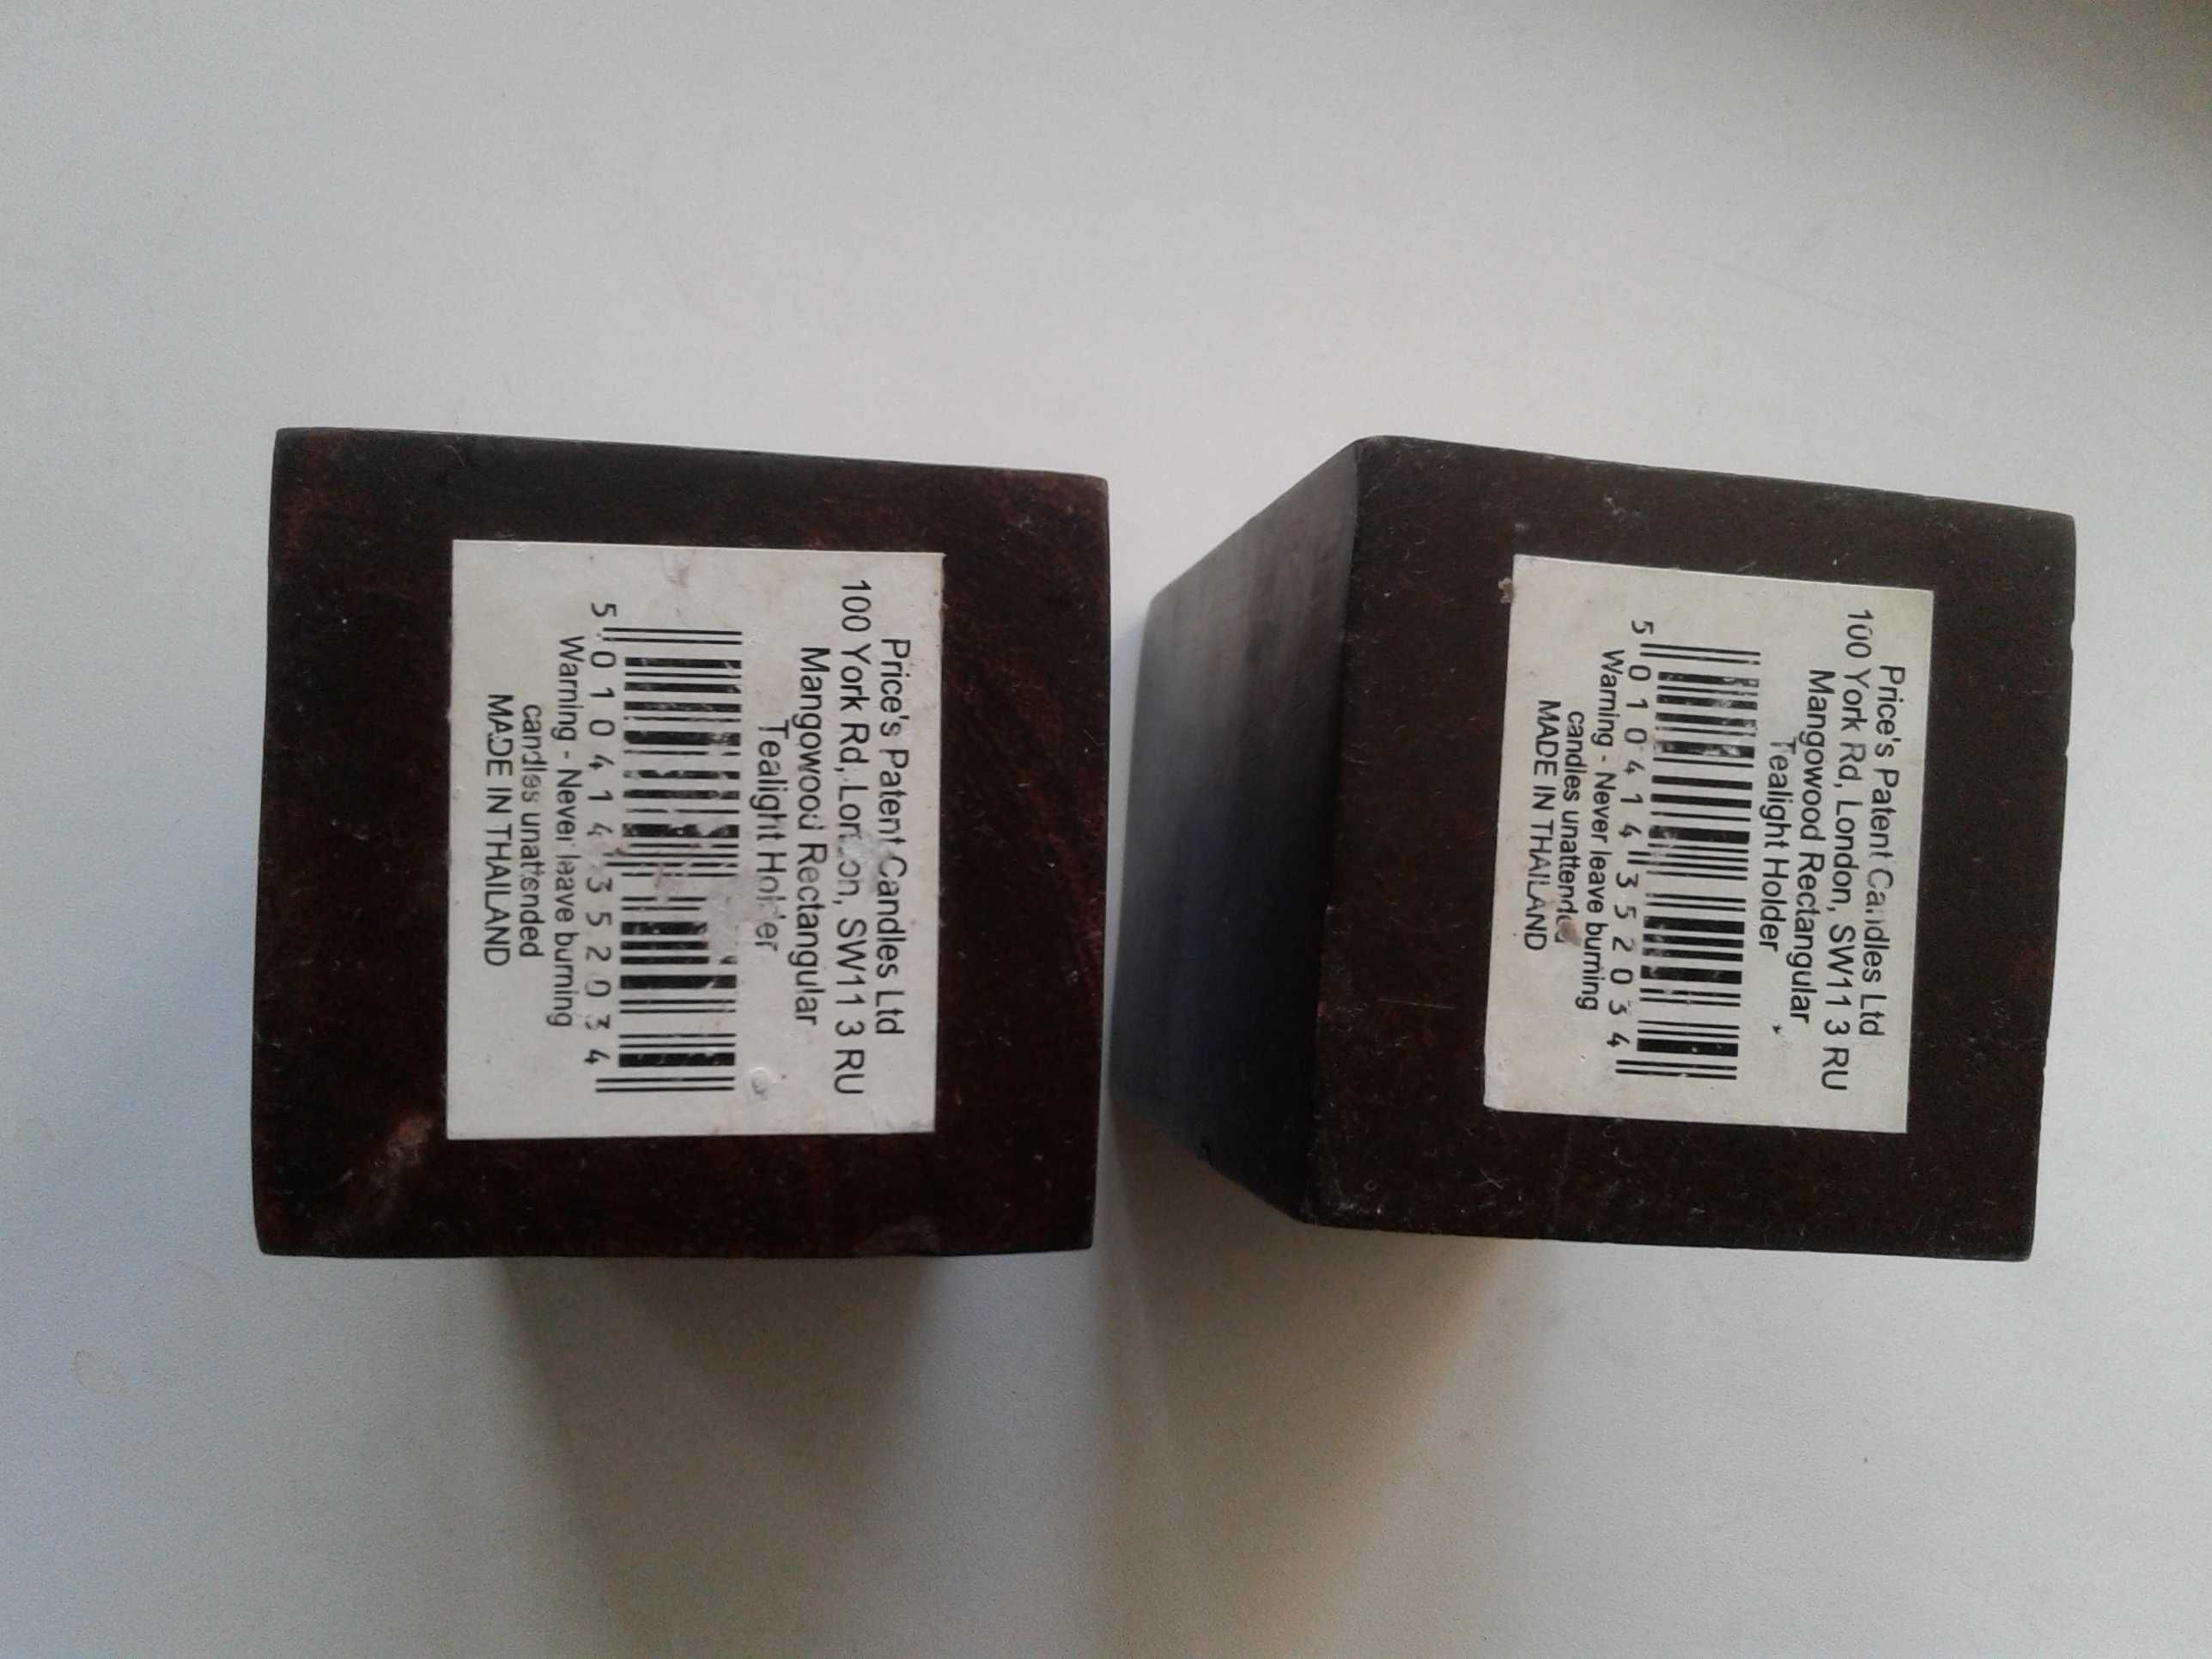 Price's Patent Candles Ltd
100 York Rd, London, SW11 3 RU
Mangowood Rectangular
Tealight Holder
5 010414 352034
Warning - Never leave burning
candles unattended
MADE IN THAILAND
Price's Patent Candles Ltd
100 York Rd, London, SW11 3 RU
Mangowood Rectangular
Tealight Holder
5 010414 352034
Warning - Never leave burning
candles unattended
MADE IN THAILAND